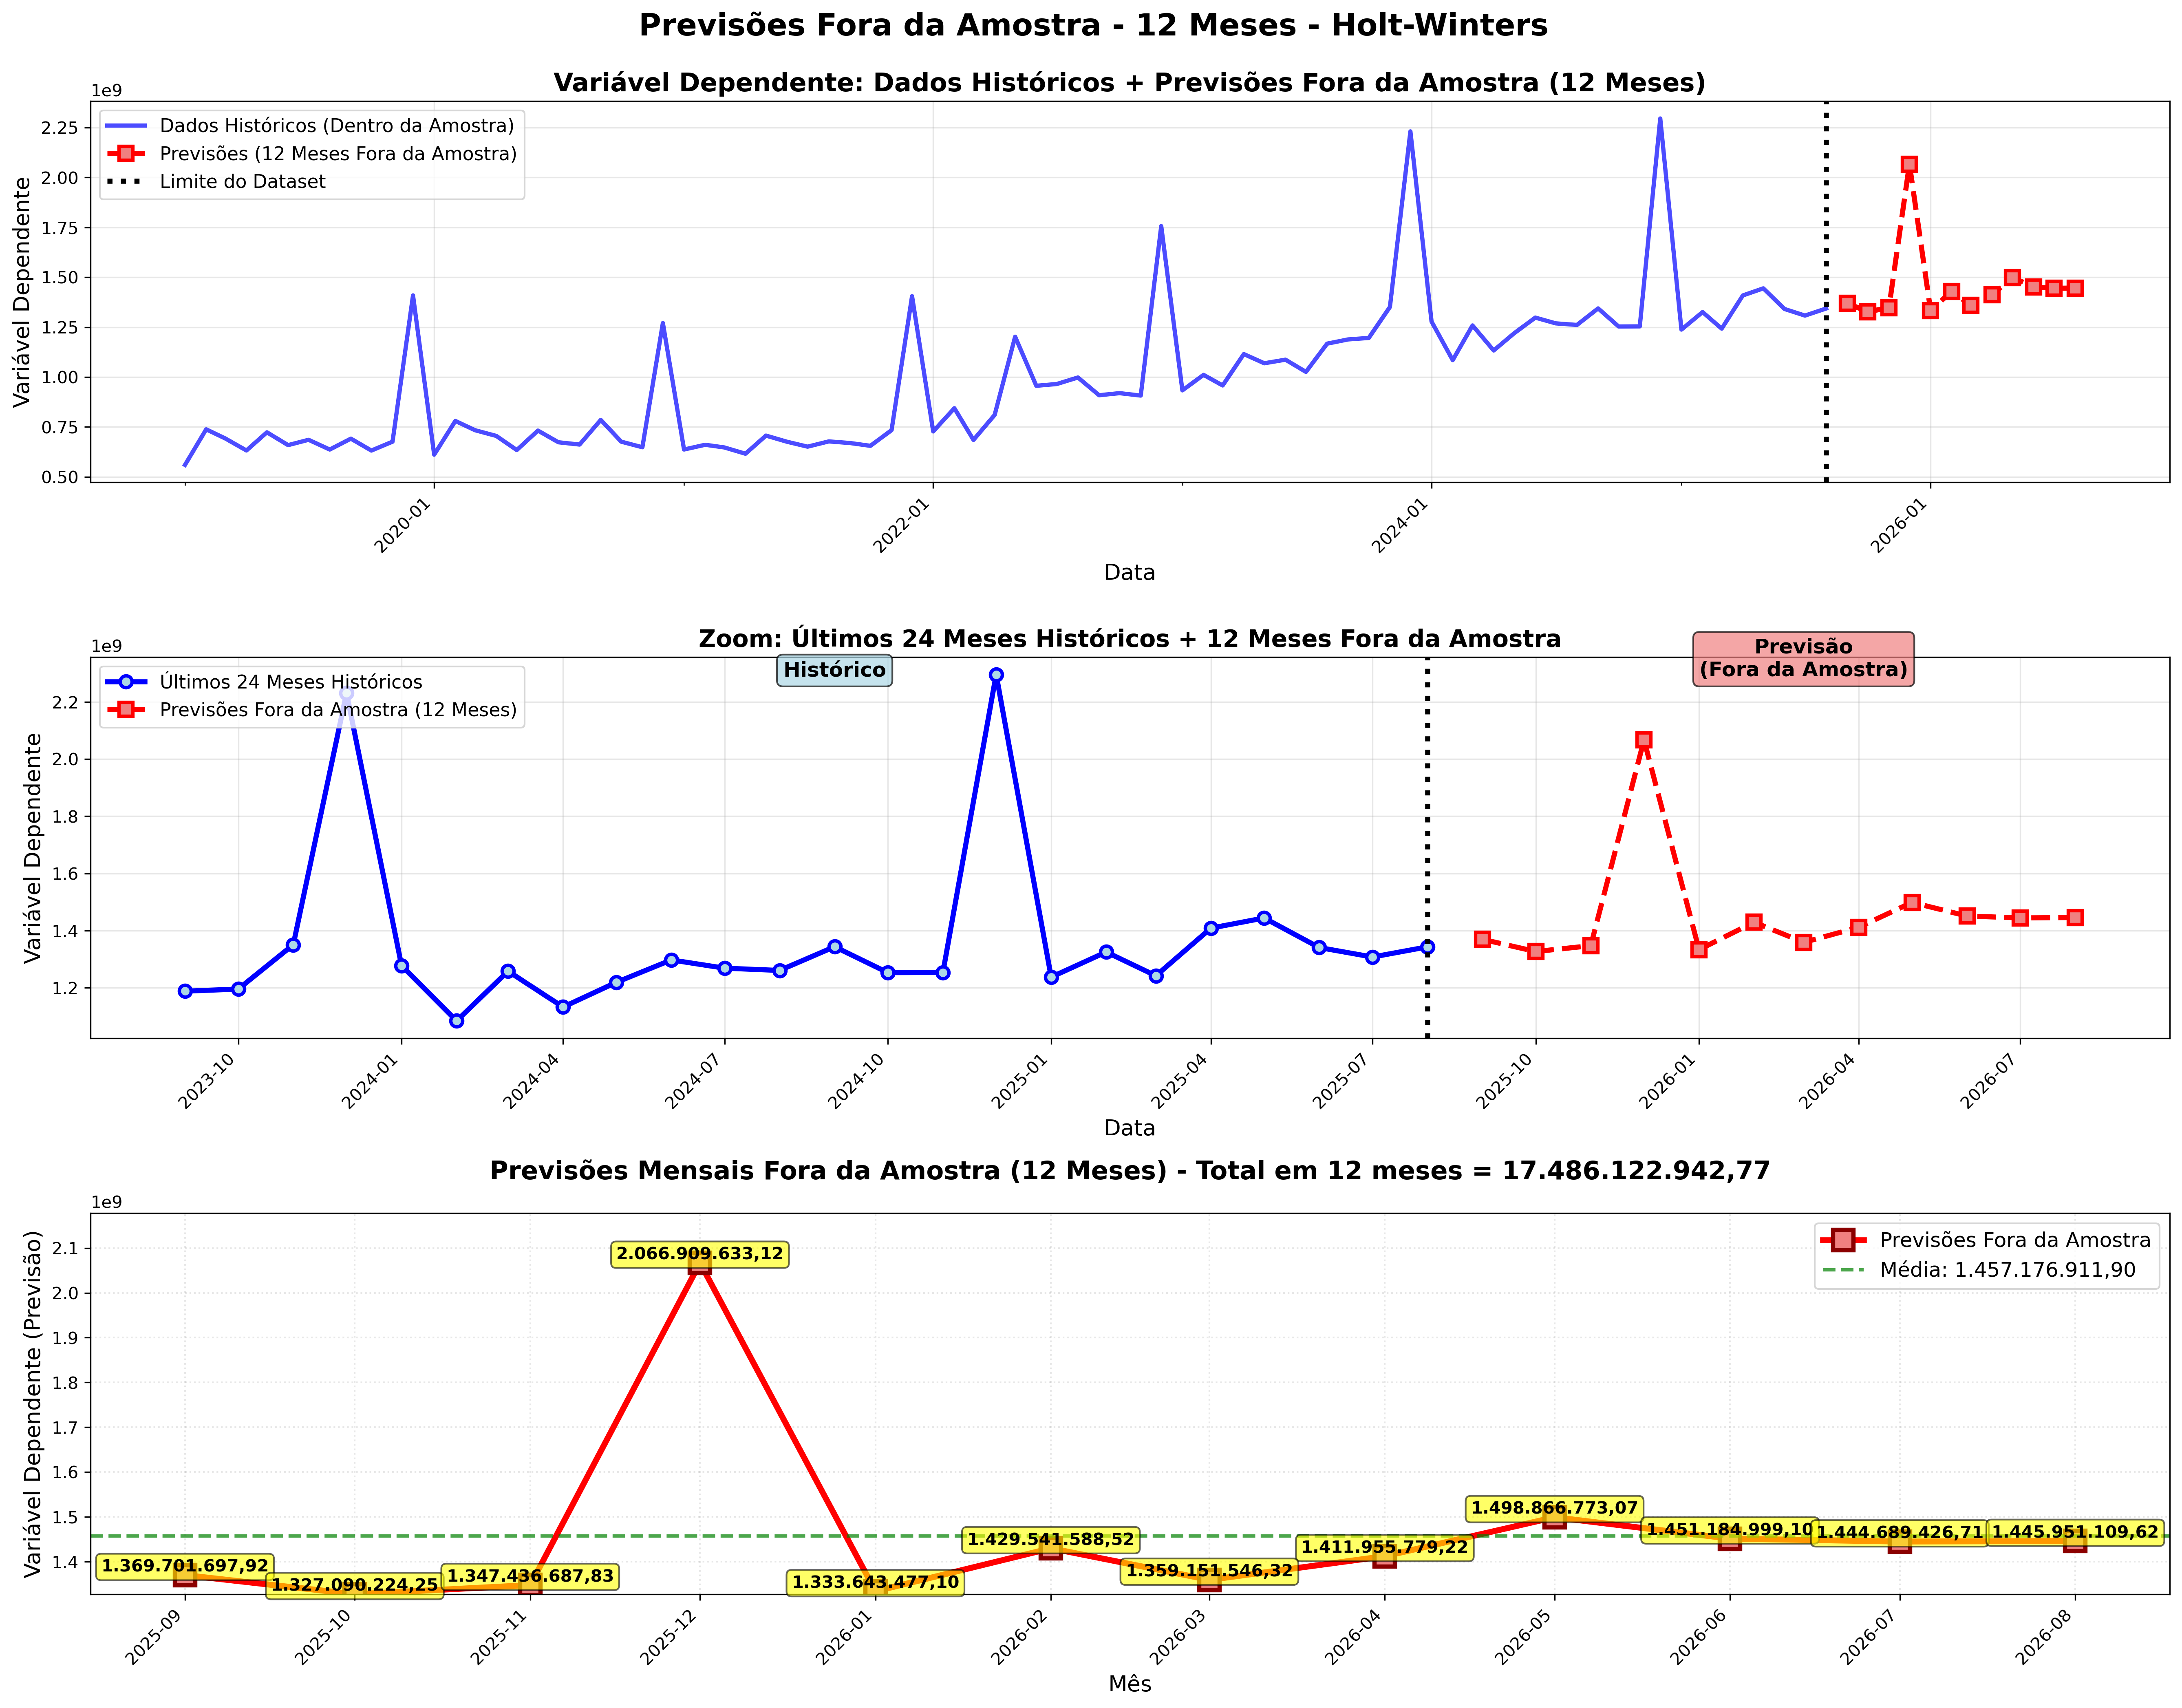 Previsões Fora da Amostra - 12 Meses - Holt-Winters
Variável Dependente: Dados Históricos + Previsões Fora da Amostra (12 Meses)
1e9
Dados Históricos (Dentro da Amostra)
Previsões (12 Meses Fora da Amostra)
Limite do Dataset
Variável Dependente
2.25
2.00
1.75
1.50
1.25
1.00
0.75
0.50
2020-01
2022-01
2024-01
2026-01
Data
Zoom: Últimos 24 Meses Históricos + 12 Meses Fora da Amostra
1e9
Últimos 24 Meses Históricos
Previsões Fora da Amostra (12 Meses)
Histórico
Previsão
(Fora da Amostra)
Variável Dependente
2.2
2.0
1.8
1.6
1.4
1.2
2023-10
2024-01
2024-04
2024-07
2024-10
2025-01
2025-04
2025-07
2025-10
2026-01
2026-04
2026-07
Data
Previsões Mensais Fora da Amostra (12 Meses) - Total em 12 meses = 17.486.122.942,77
1e9
Previsões Fora da Amostra
Média: 1.457.176.911,90
Variável Dependente (Previsão)
2.1
2.0
1.9
1.8
1.7
1.6
1.5
1.4
1.369.701.697,92
1.327.090.224,25
1.347.436.687,83
2.066.909.633,12
1.333.643.477,10
1.429.541.588,52
1.359.151.546,32
1.411.955.779,22
1.498.866.773,07
1.451.184.999,10
1.444.689.426,71
1.445.951.109,62
2025-09
2025-10
2025-11
2025-12
2026-01
2026-02
2026-03
2026-04
2026-05
2026-06
2026-07
2026-08
Mês